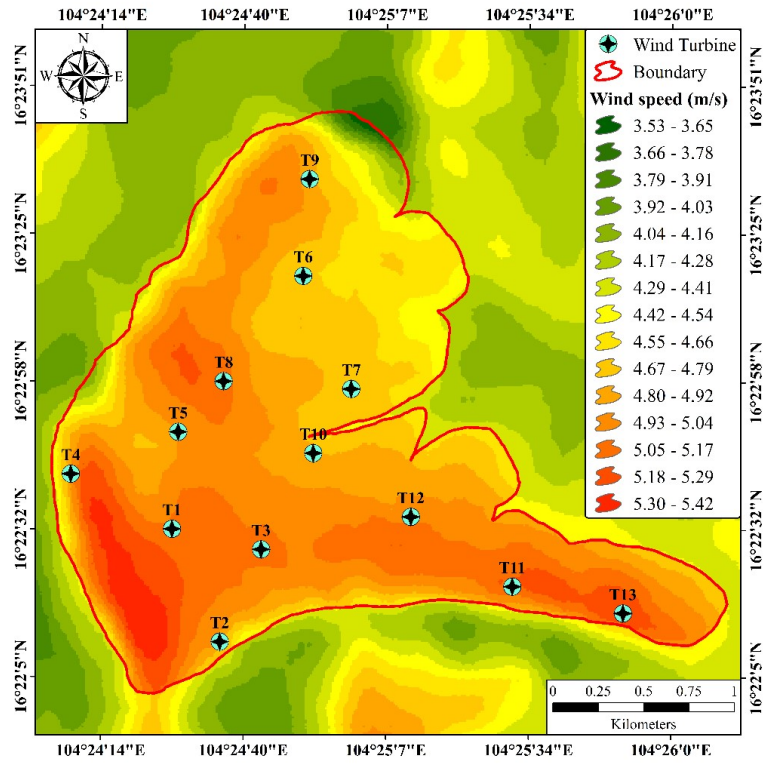 104°24'14"E 104°24'40"E 104°25'7"E 104°25'34"E 104°26'0"E
N
W E
S
16°23'51"N
16°23'25"N
16°22'58"N
16°22'32"N
16°22'5"N
T9
T6
T8
T7
T5
T10
T4
T12
T1
T3
T11
T13
T2
Wind Turbine
Boundary
Wind speed (m/s)
3.53 - 3.65
3.66 - 3.78
3.79 - 3.91
3.92 - 4.03
4.04 - 4.16
4.17 - 4.28
4.29 - 4.41
4.42 - 4.54
4.55 - 4.66
4.67 - 4.79
4.80 - 4.92
4.93 - 5.04
5.05 - 5.17
5.18 - 5.29
5.30 - 5.42
16°23'51"N
16°23'25"N
16°22'58"N
16°22'32"N
16°22'5"N
0 0.25 0.5 0.75 1
Kilometers
104°24'14"E 104°24'40"E 104°25'7"E 104°25'34"E 104°26'0"E